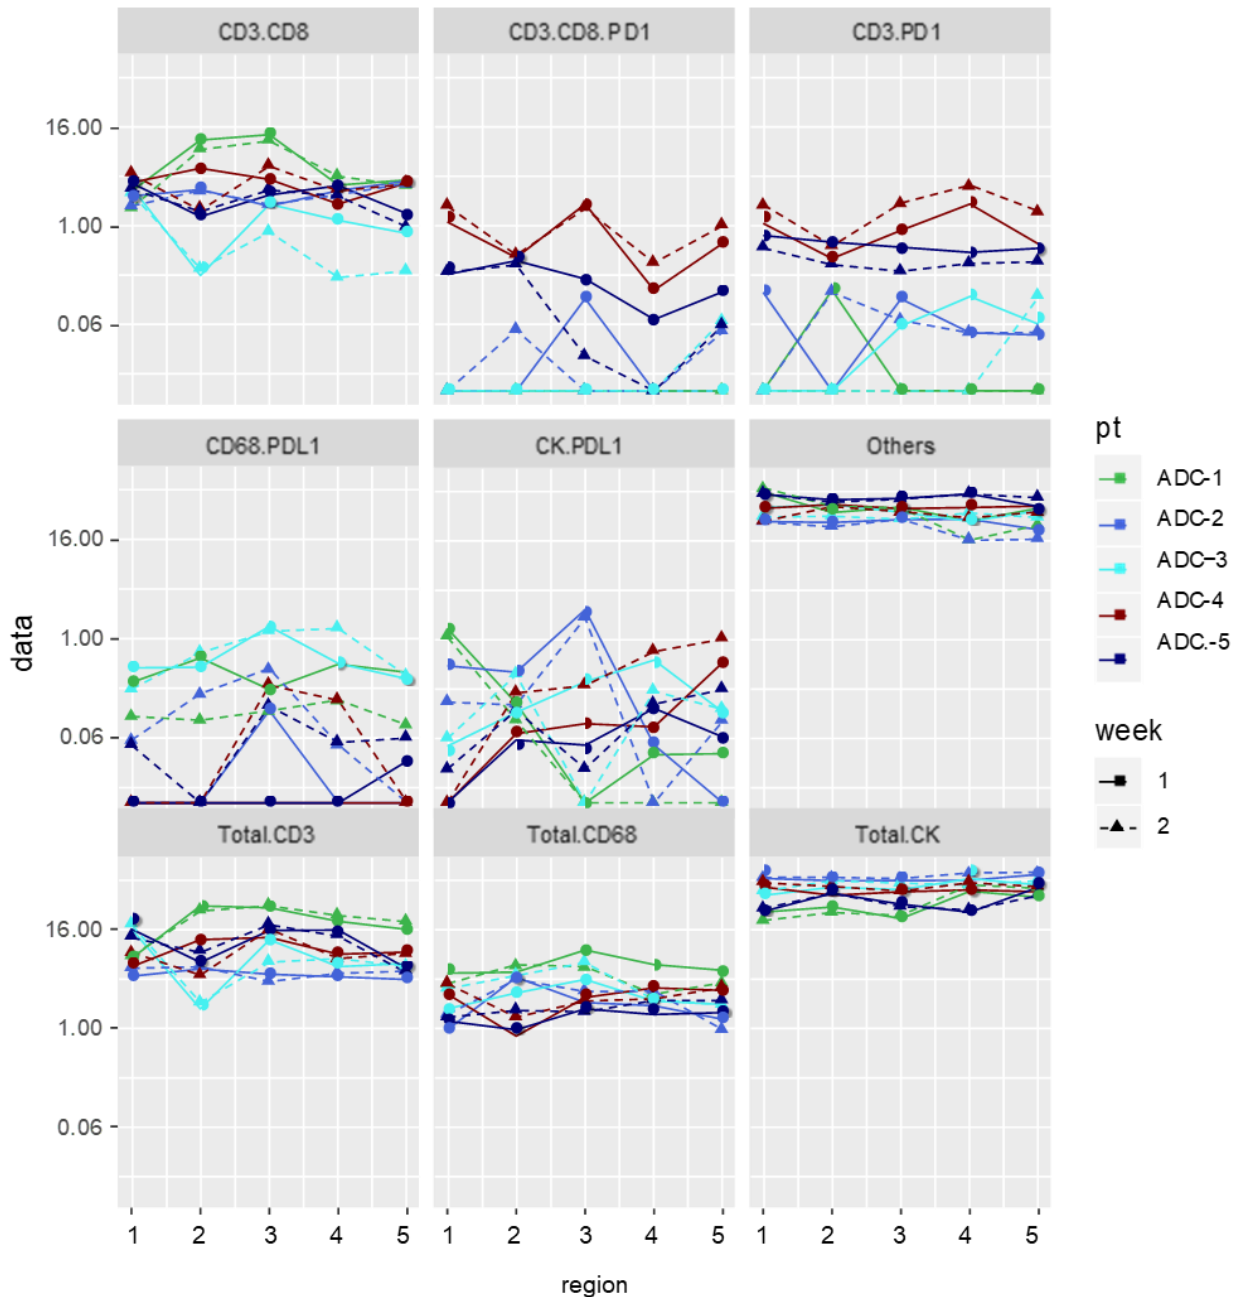 CD3.CD8 CD3.CD8.PD1 CD3.PD1
16.00
1.00
0.06
CD68.PDL1 CK.PDL1 Others
16.00
1.00
0.06
Total.CD3 Total.CD68 Total.CK
16.00
1.00
0.06
1 2 3 4 5 1 2 3 4 5 1 2 3 4 5
region
data
pt
ADC-1
ADC-2
ADC–3
ADC-4
ADC.-5
week
1
2